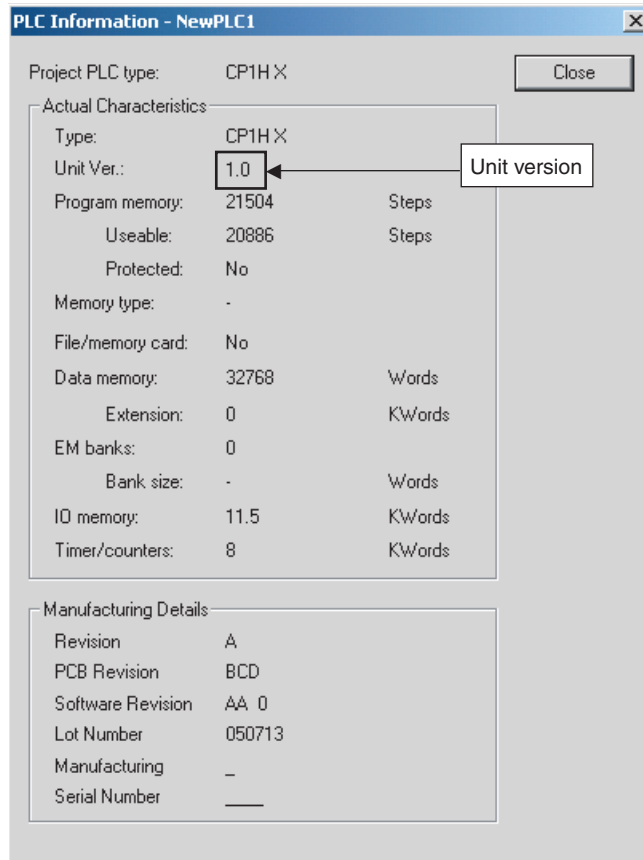 PLC Information - NewPLC1
Project PLC type: CP1H X Close
Actual Characteristics
Type: CP1H X
Unit Ver.: 1.0 Unit version
Program memory: 21504 Steps
Useable: 20886 Steps
Protected: No
Memory type: -
File/memory card: No
Data memory: 32768 Words
Extension: 0 KWords
EM banks: 0
Bank size: - Words
IO memory: 11.5 KWords
Timer/counters: 8 KWords
Manufacturing Details
Revision A
PCB Revision BCD
Software Revision AA 0
Lot Number 050713
Manufacturing _
Serial Number ____